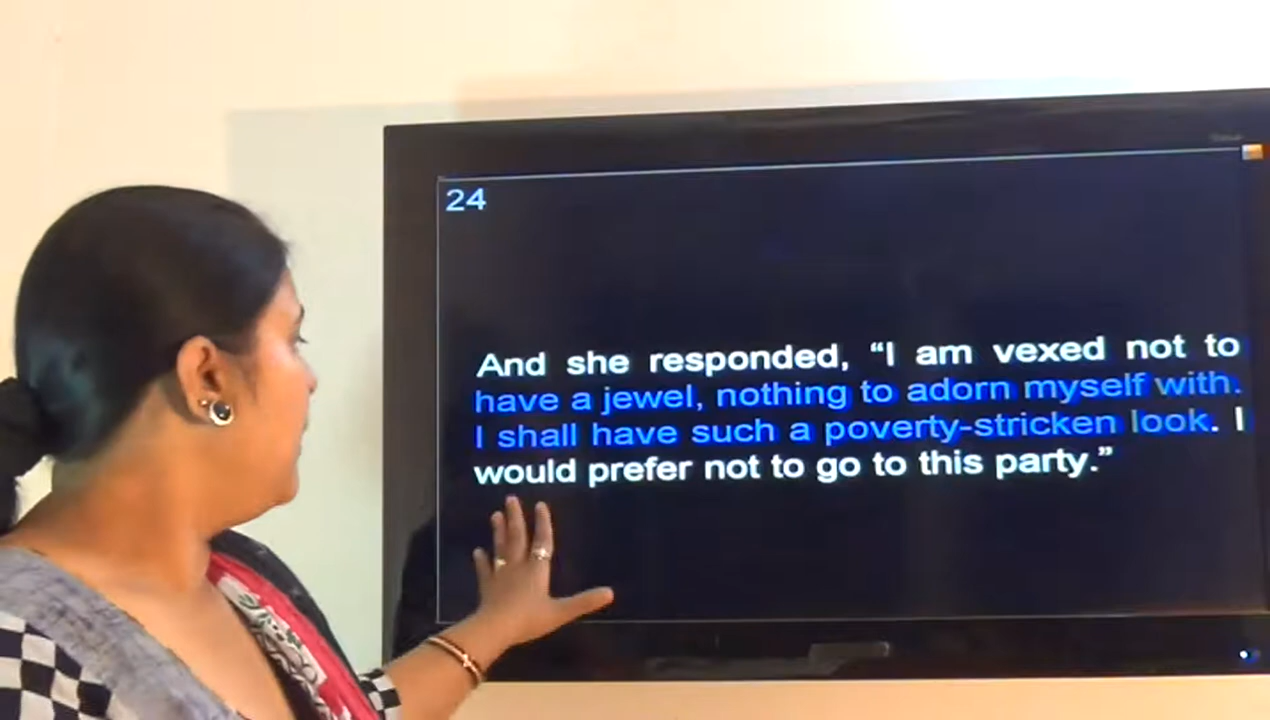 24
And she responded, “I am vexed not to
have a jewel, nothing to adorn myself with.
I shall have such a poverty-stricken look. I
would prefer not to go to this party.”